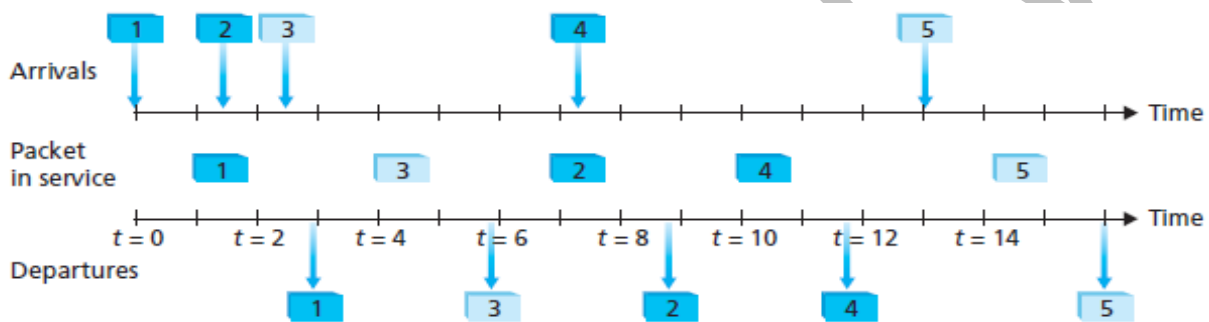 1 2 3 4 5
Arrivals
Time
Packet
in service
1 3 2 4 5
Time
t = 0 t = 2 t = 4 t = 6 t = 8 t = 10 t = 12 t = 14
Departures
1 3 2 4 5